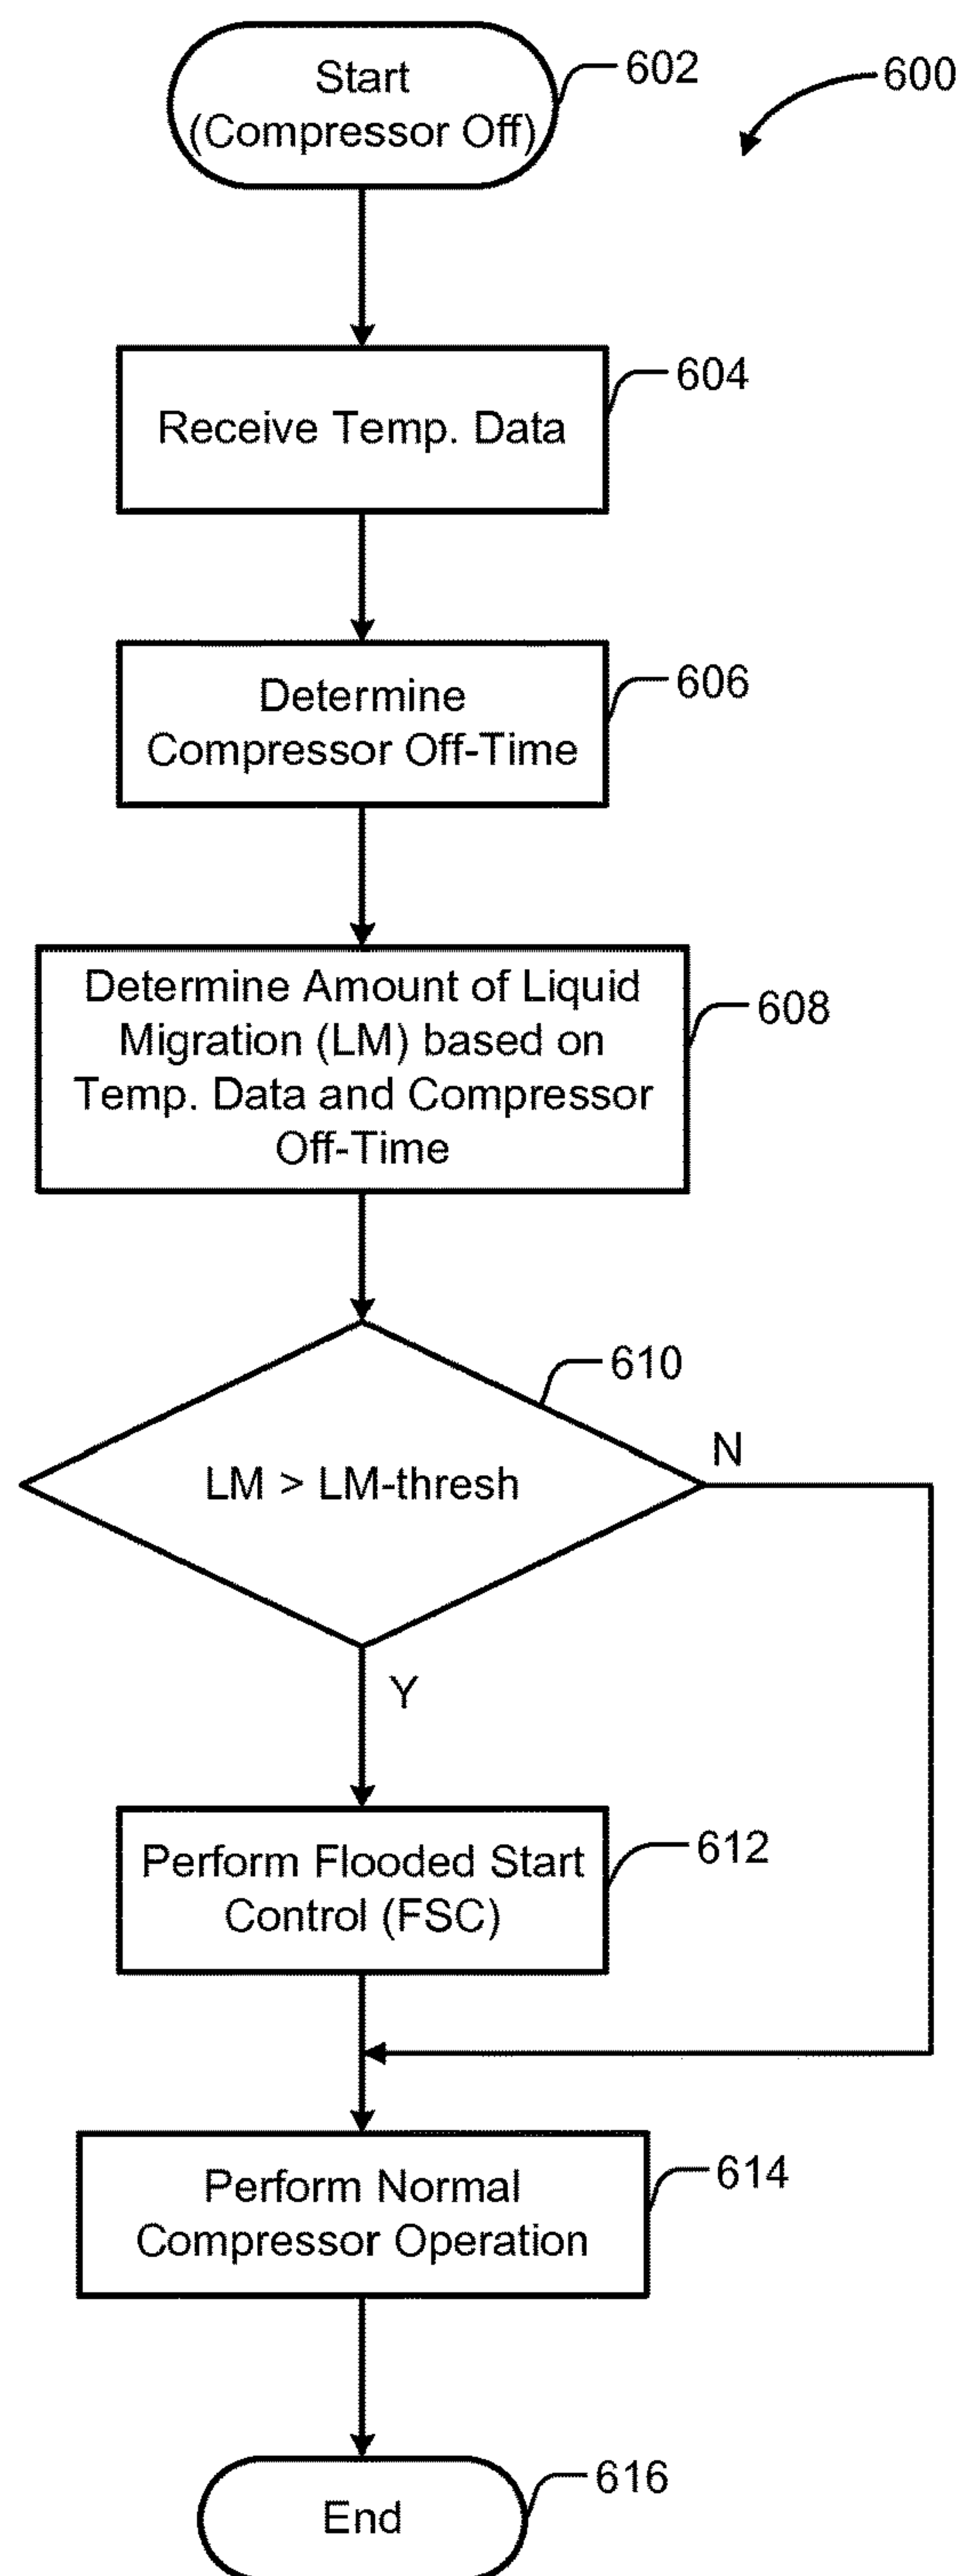 Start
(Compressor Off)
602
600
Receive Temp. Data
604
Determine
Compressor Off-Time
606
Determine Amount of Liquid
Migration (LM) based on
Temp. Data and Compressor
Off-Time
608
LM > LM-thresh
610
N
Y
Perform Flooded Start
Control (FSC)
612
Perform Normal
Compressor Operation
614
End
616